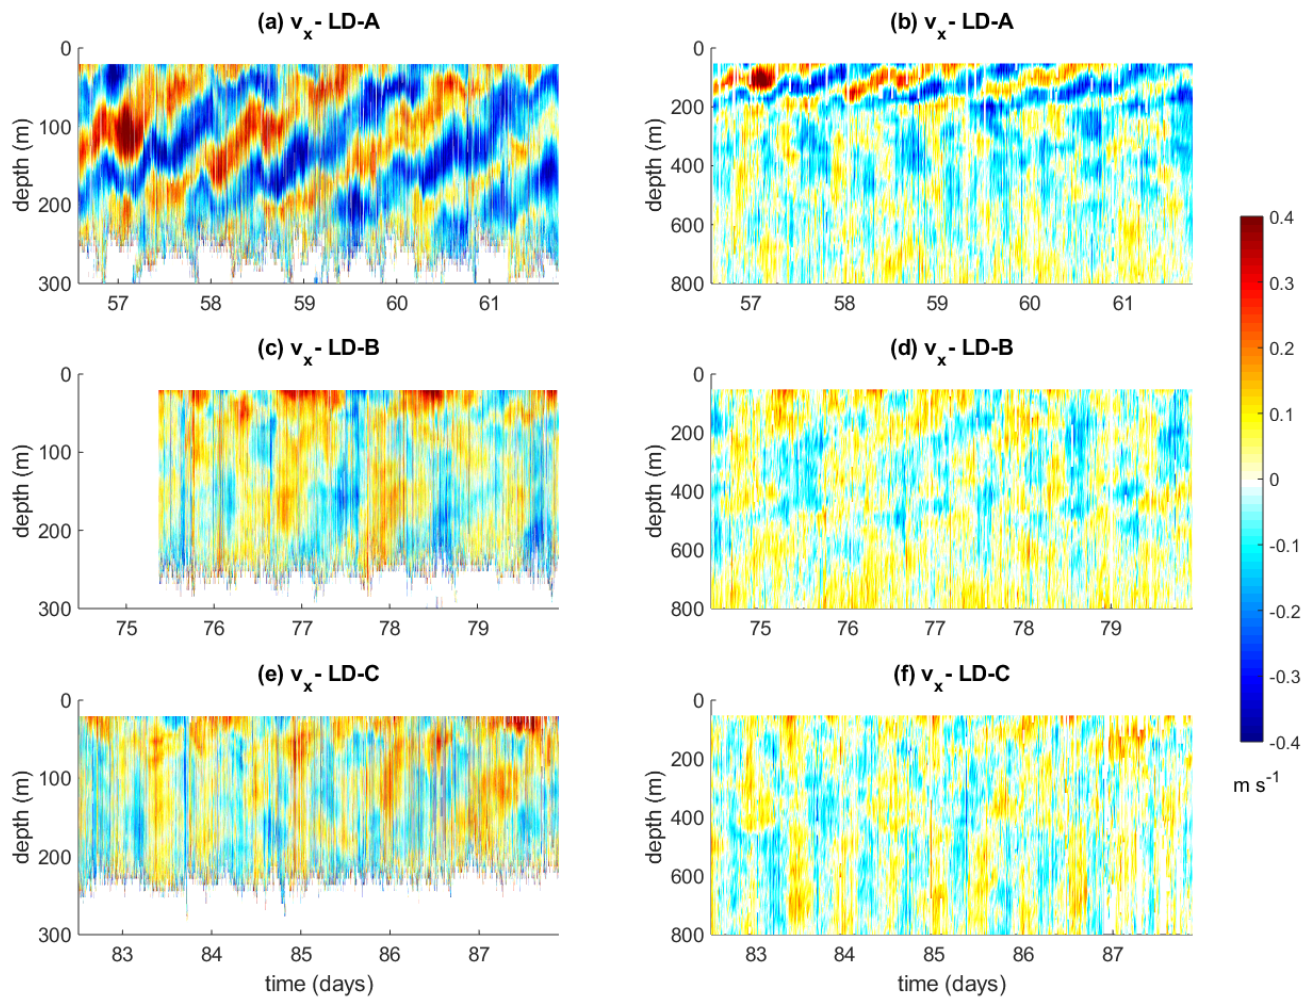 (a) vx - LD-A
0
100
200
300
depth (m)
57 58 59 60 61
(b) vx - LD-A
0
200
400
600
800
depth (m)
57 58 59 60 61
(c) vx - LD-B
0
100
200
300
depth (m)
75 76 77 78 79
(d) vx - LD-B
0
200
400
600
800
depth (m)
75 76 77 78 79
(e) vx - LD-C
0
100
200
300
depth (m)
83 84 85 86 87
time (days)
(f) vx - LD-C
0
200
400
600
800
depth (m)
83 84 85 86 87
time (days)
0.4
0.3
0.2
0.1
0
-0.1
-0.2
-0.3
-0.4
m s-1